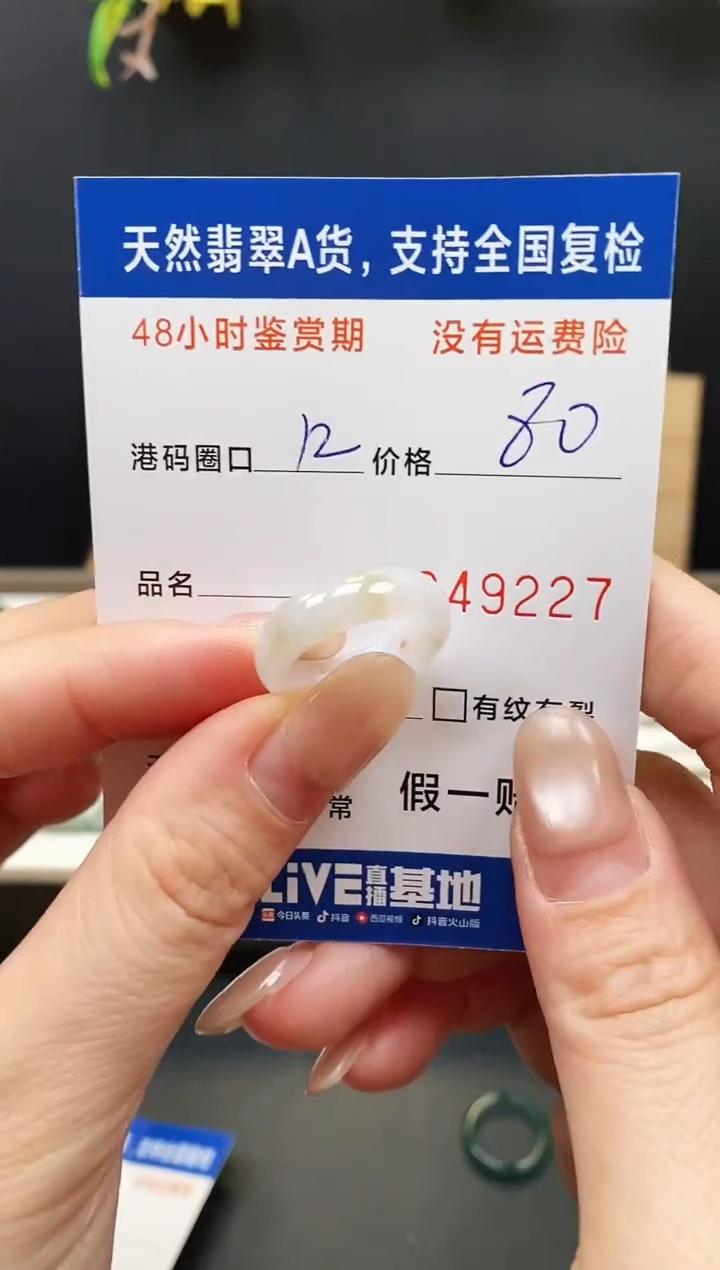 天然翡翠A货，支持全国复检
48小时鉴赏期 没有运费险
港码圈口 12 价格 80
品名 49227
□有纹有裂
常 假一
LiVE直播基地
今日头条 抖音 西瓜视频 抖音火山版